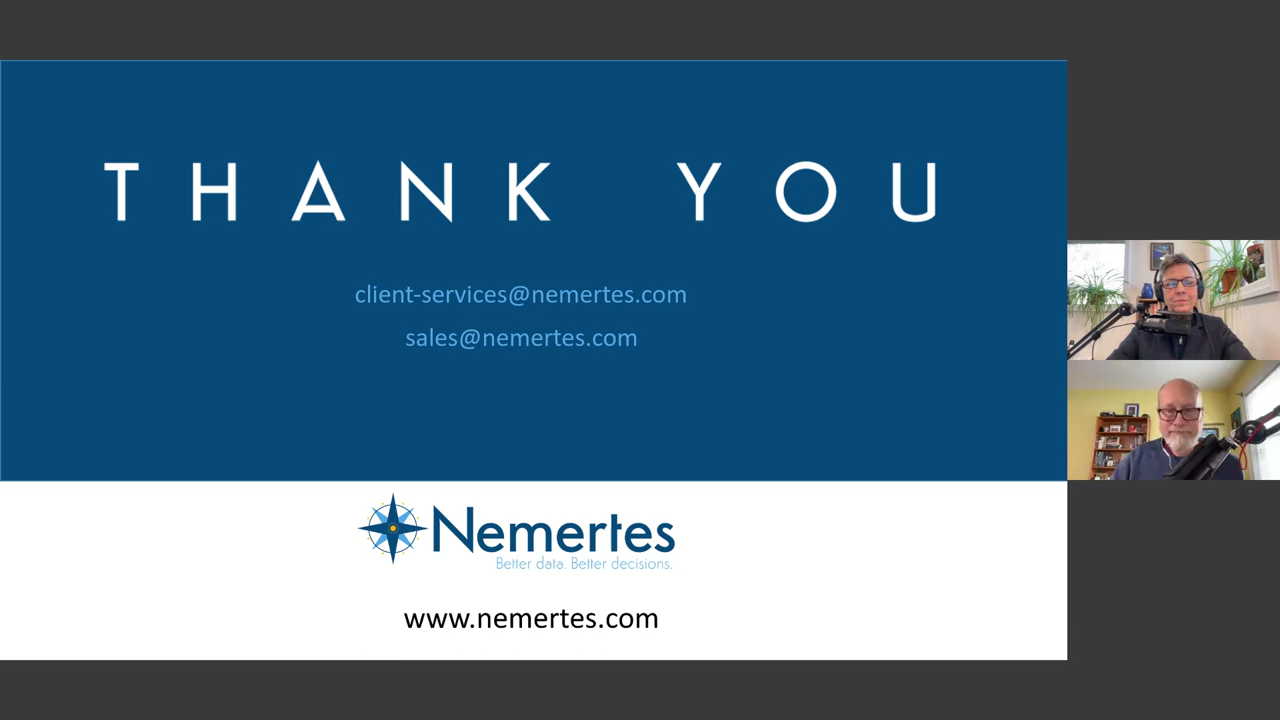 THANK YOU
client-services@nemertes.com
sales@nemertes.com
Nemertes
Better data. Better decisions.
www.nemertes.com